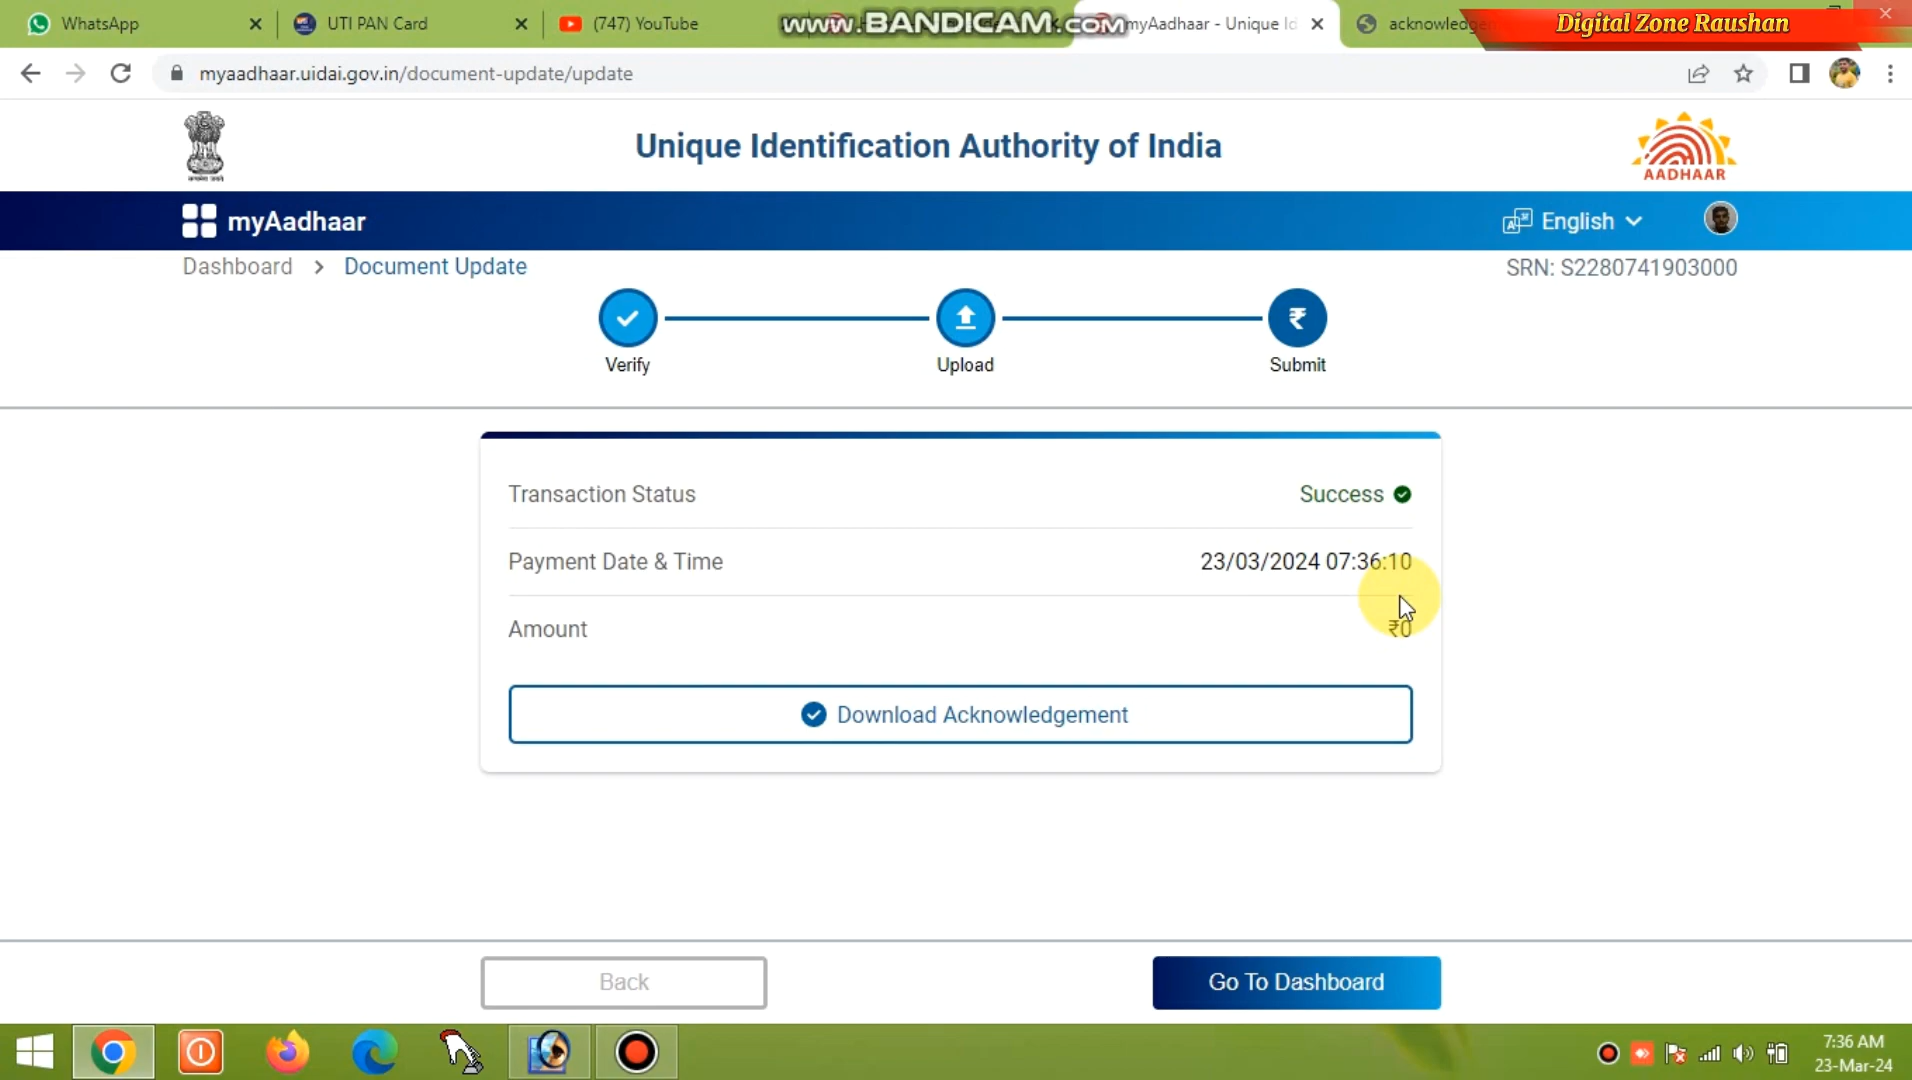 WhatsApp
UTI PAN Card
(747) YouTube
www.BANDICAM.com
myAadhaar - Unique Id
Digital Zone Raushan
myaadhaar.uidai.gov.in/document-update/update
Unique Identification Authority of India
AADHAAR
myAadhaar
English
Dashboard > Document Update
SRN: S2280741903000
Verify
Upload
Submit
Transaction Status
Success
Payment Date & Time
23/03/2024 07:36:10
Amount
₹0
Download Acknowledgement
Back
Go To Dashboard
7:36 AM
23-Mar-24